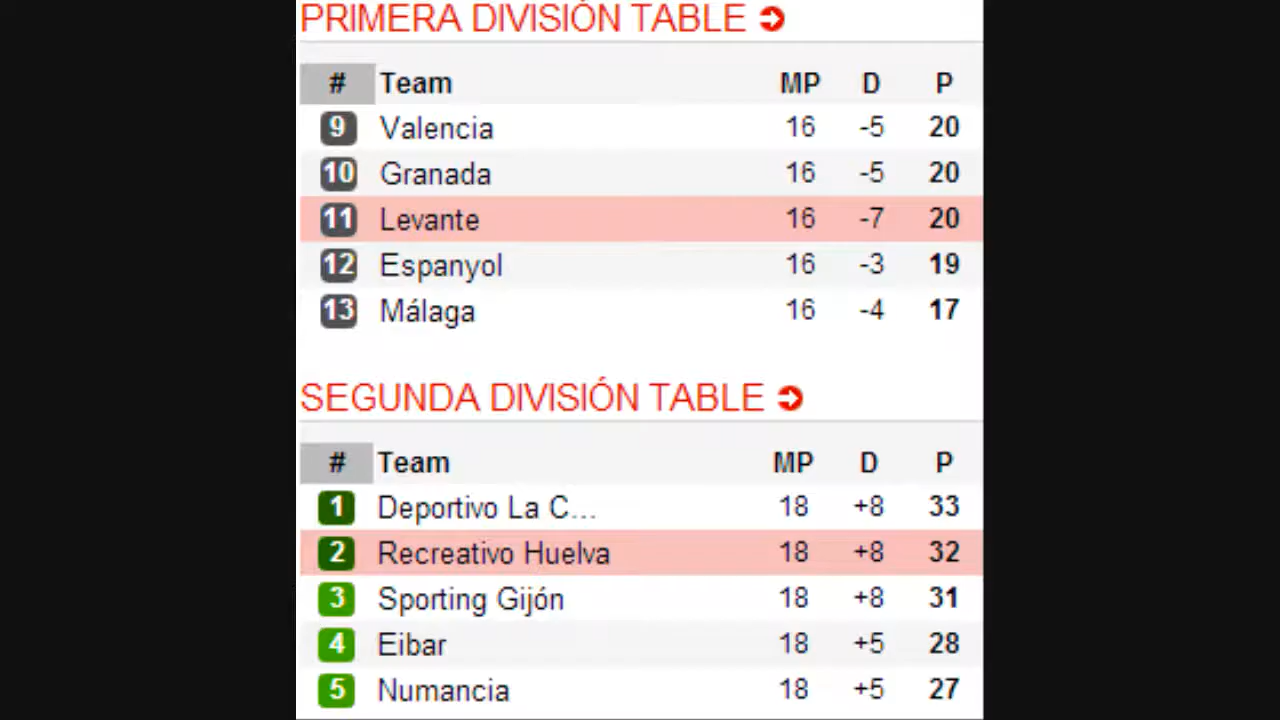 PRIMERA DIVISIÓN TABLE
# Team MP D P
9 Valencia 16 -5 20
10 Granada 16 -5 20
11 Levante 16 -7 20
12 Espanyol 16 -3 19
13 Málaga 16 -4 17
SEGUNDA DIVISIÓN TABLE
# Team MP D P
1 Deportivo La C... 18 +8 33
2 Recreativo Huelva 18 +8 32
3 Sporting Gijón 18 +8 31
4 Eibar 18 +5 28
5 Numancia 18 +5 27